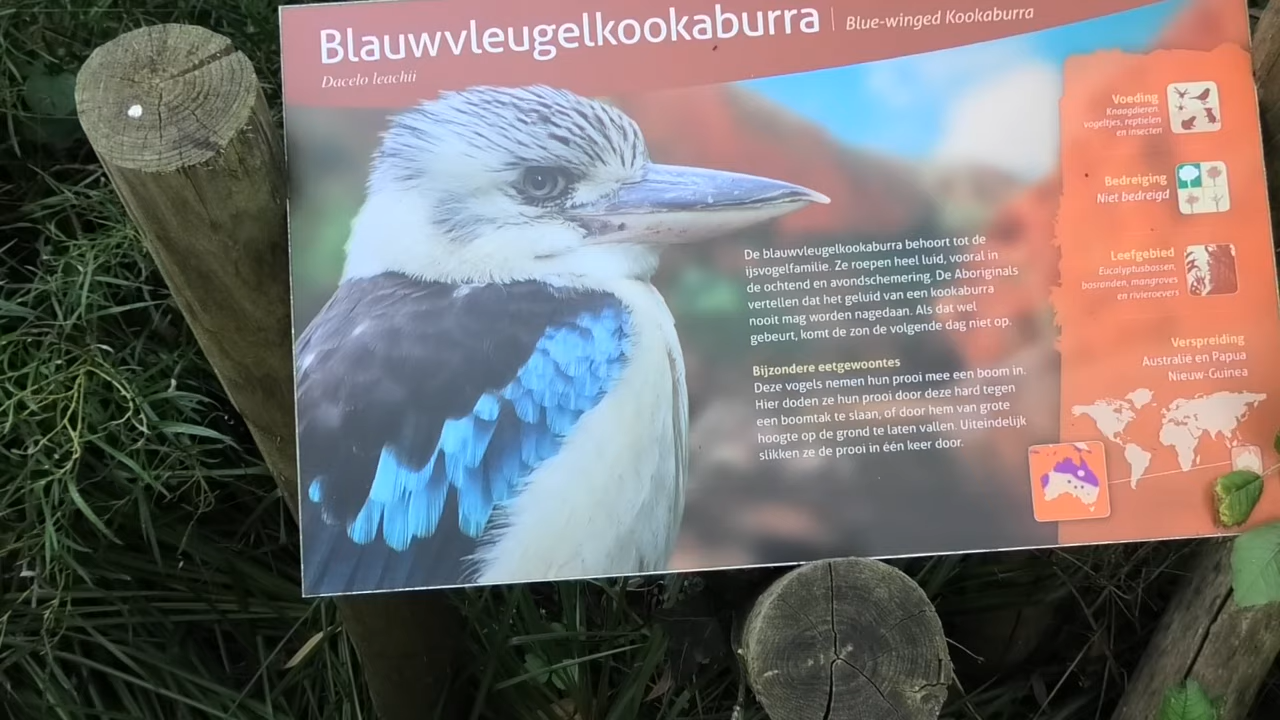 Blauwvleugelkookaburra | Blue-winged Kookaburra
Dacelo leachii
De blauwvleugelkookaburra behoort tot de
ijsvogelfamilie. Ze roepen heel luid, vooral in
de ochtend en avondschemering. De Aboriginals
vertellen dat het geluid van een kookaburra
nooit mag worden nagedaan. Als dat wel
gebeurt, komt de zon de volgende dag niet op.
Bijzondere eetgewoontes
Deze vogels nemen hun prooi mee een boom in.
Hier doden ze hun prooi door deze hard tegen
een boomtak te slaan, of door hem van grote
hoogte op de grond te laten vallen. Uiteindelijk
slikken ze de prooi in één keer door.
Voeding
Knaagdieren,
vogeltjes, reptielen
en insecten
Bedreiging
Niet bedreigd
Leefgebied
Eucalyptusbossen,
bosranden, mangroves
en rivieroevers
Verspreiding
Australië en Papua
Nieuw-Guinea